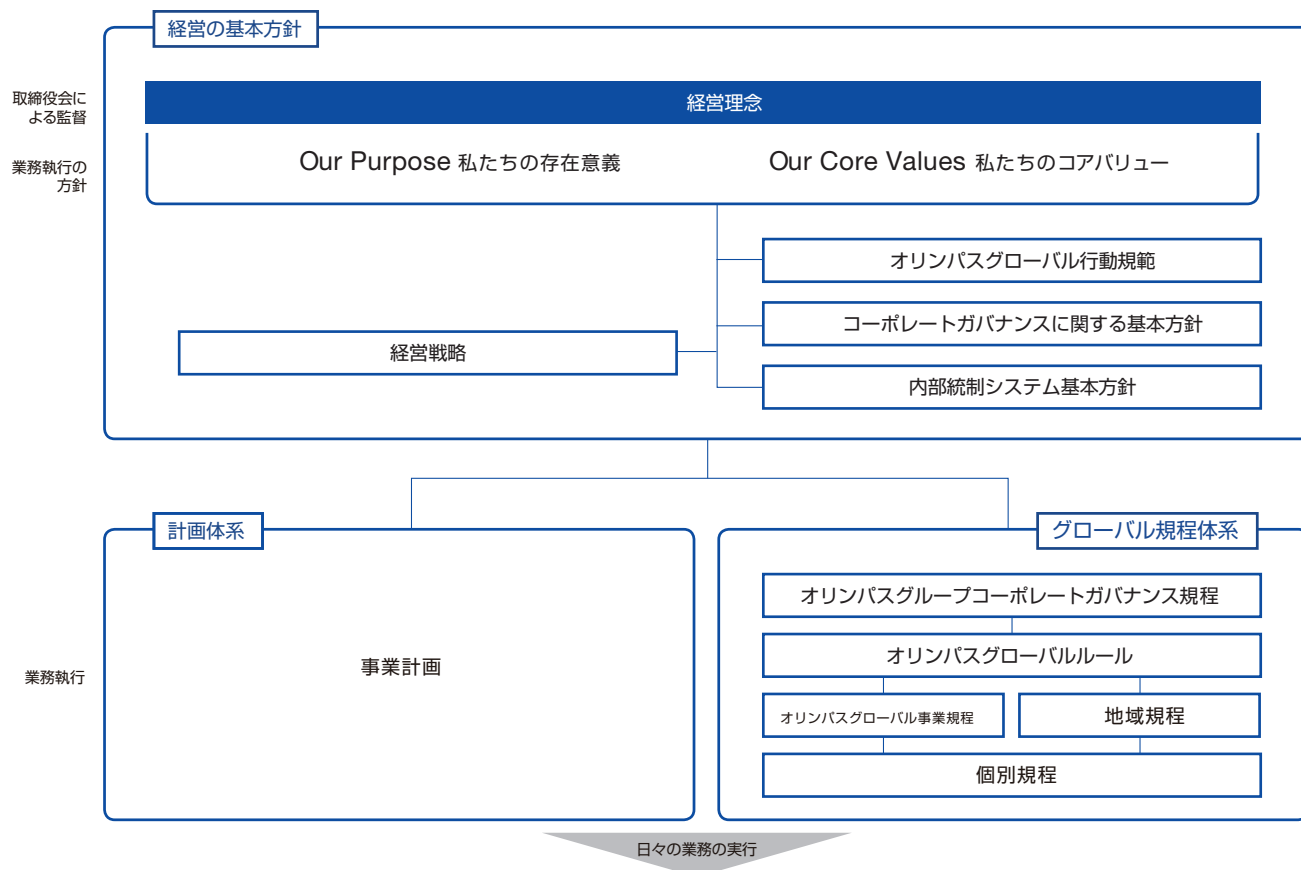 経営の基本方針
取締役会に
よる監督
経営理念
業務執行の
方針
Our Purpose 私たちの存在意義
Our Core Values 私たちのコアバリュー
オリンパスグローバル行動規範
コーポレートガバナンスに関する基本方針
経営戦略
内部統制システム基本方針
計画体系
グローバル規程体系
オリンパスグループコーポレートガバナンス規程
オリンパスグローバルルール
業務執行
事業計画
オリンパスグローバル事業規程
地域規程
個別規程
日々の業務の実行